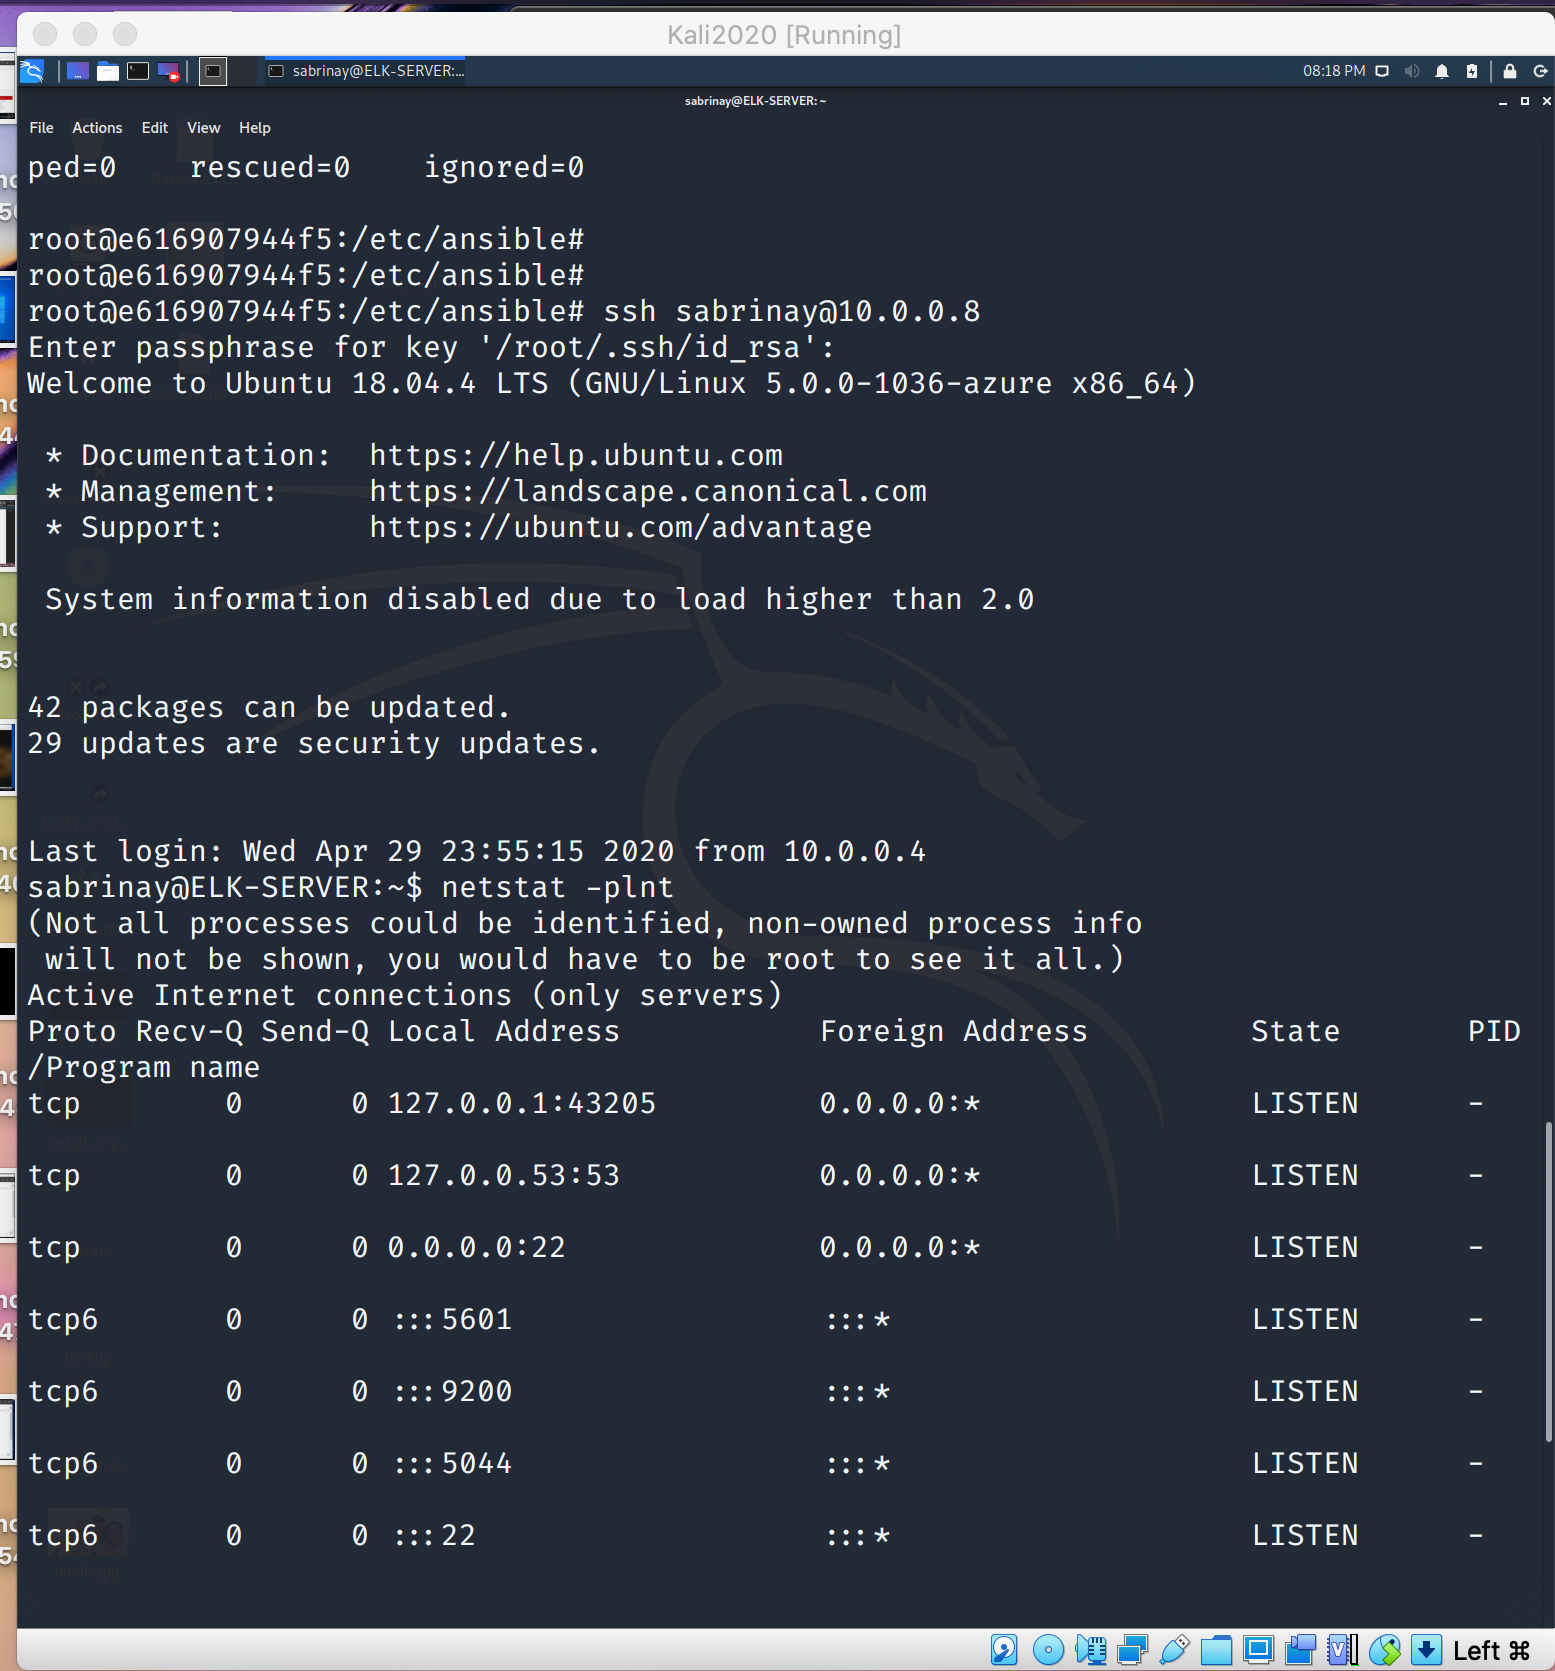 Kali2020 [Running]
sabrinay@ELK-SERVER:...
08:18 PM
sabrinay@ELK-SERVER: ~
File Actions Edit View Help
ped=0 rescued=0 ignored=0
root@e616907944f5:/etc/ansible#
root@e616907944f5:/etc/ansible#
root@e616907944f5:/etc/ansible# ssh sabrinay@10.0.0.8
Enter passphrase for key '/root/.ssh/id_rsa':
Welcome to Ubuntu 18.04.4 LTS (GNU/Linux 5.0.0-1036-azure x86_64)
* Documentation: https://help.ubuntu.com
* Management: https://landscape.canonical.com
* Support: https://ubuntu.com/advantage
System information disabled due to load higher than 2.0
42 packages can be updated.
29 updates are security updates.
Last login: Wed Apr 29 23:55:15 2020 from 10.0.0.4
sabrinay@ELK-SERVER:~$ netstat -plnt
(Not all processes could be identified, non-owned process info
will not be shown, you would have to be root to see it all.)
Active Internet connections (only servers)
Proto Recv-Q Send-Q Local Address Foreign Address State PID
/Program name
tcp 0 0 127.0.0.1:43205 0.0.0.0:* LISTEN -
tcp 0 0 127.0.0.53:53 0.0.0.0:* LISTEN -
tcp 0 0 0.0.0.0:22 0.0.0.0:* LISTEN -
tcp6 0 0 :::5601 :::* LISTEN -
tcp6 0 0 :::9200 :::* LISTEN -
tcp6 0 0 :::5044 :::* LISTEN -
tcp6 0 0 :::22 :::* LISTEN -
family.jpg
Left ⌘